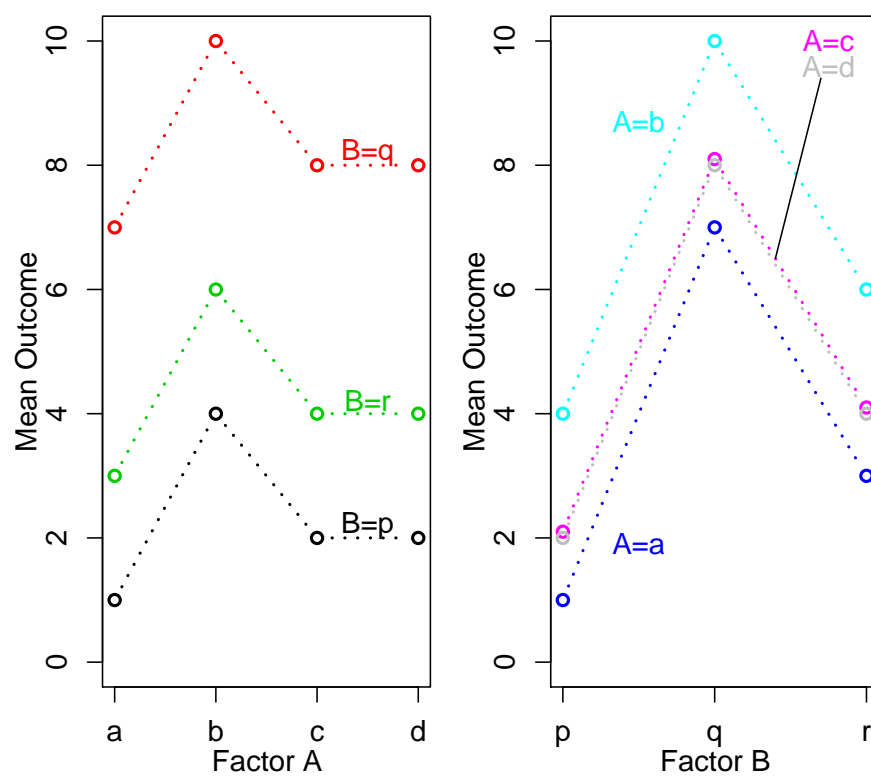 Mean Outcome
10
8
6
4
2
0
B=q
B=r
B=p
a b c d
Factor A
Mean Outcome
10
8
6
4
2
0
A=c
A=d
A=b
A=a
p q r
Factor B